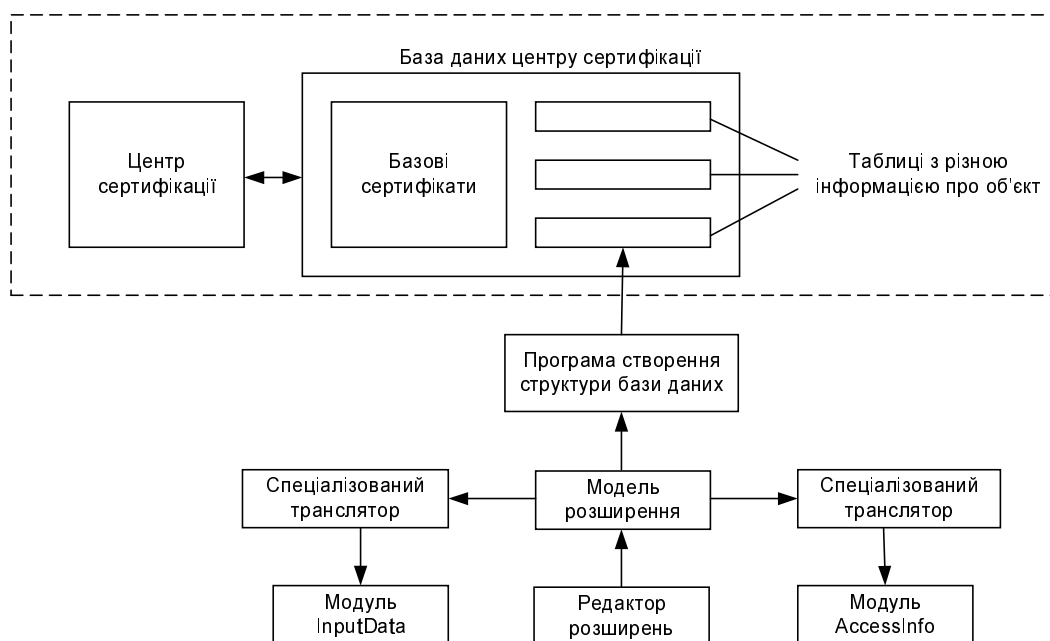 База даних центру сертифікації
Центр
сертифікації
Базові
сертифікати
Таблиці з різною
інформацією про об'єкт
Програма створення
структури бази даних
Спеціалізований
транслятор
Модель
розширення
Спеціалізований
транслятор
Модуль
InputData
Редактор
розширень
Модуль
AccessInfo